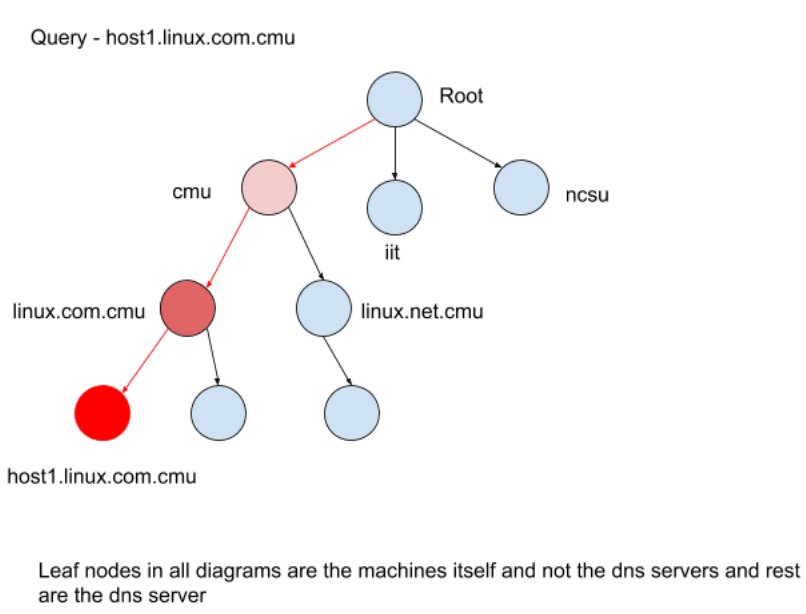 Query - host1.linux.com.cmu
Root
cmu
ncsu
iit
linux.com.cmu
linux.net.cmu
host1.linux.com.cmu
Leaf nodes in all diagrams are the machines itself and not the dns servers and rest
are the dns server